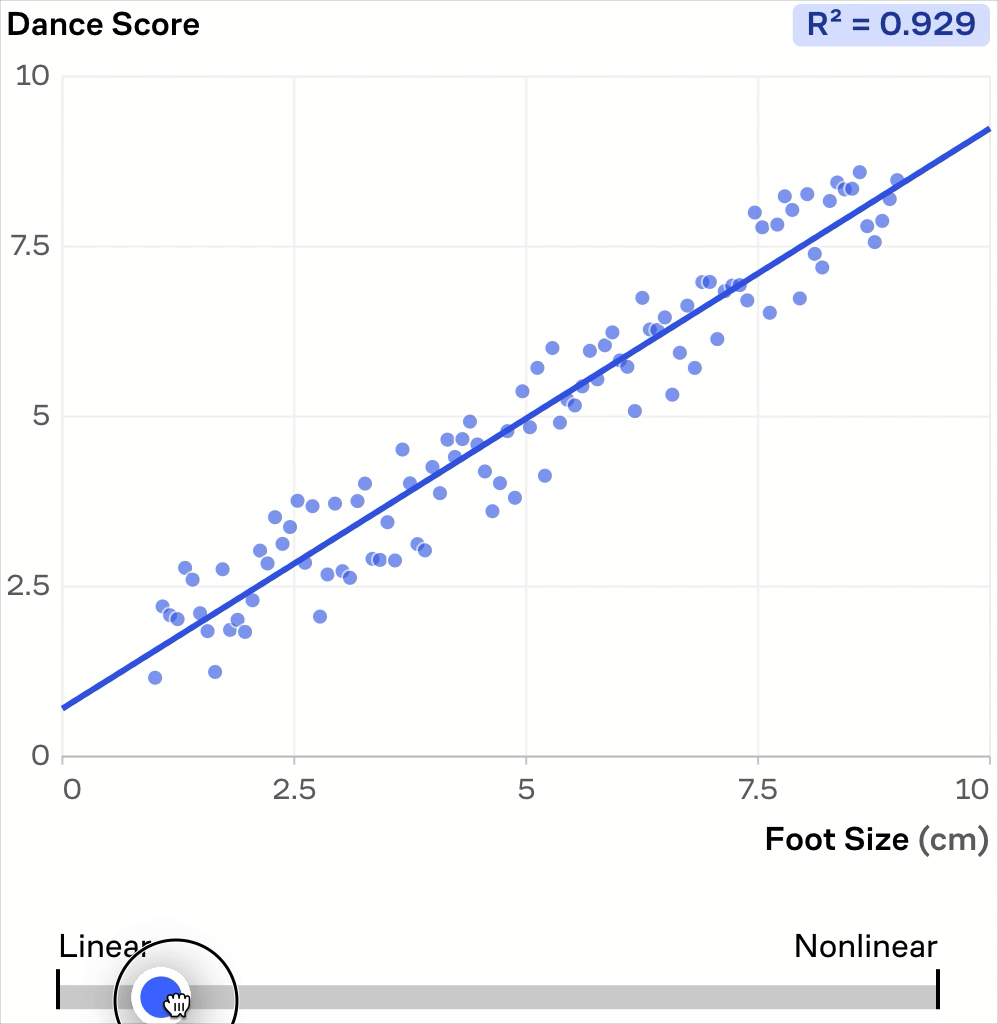 Dance Score
R² = 0.929
10
7.5
5
2.5
0
0 2.5 5 7.5 10
Foot Size (cm)
Linear Nonlinear